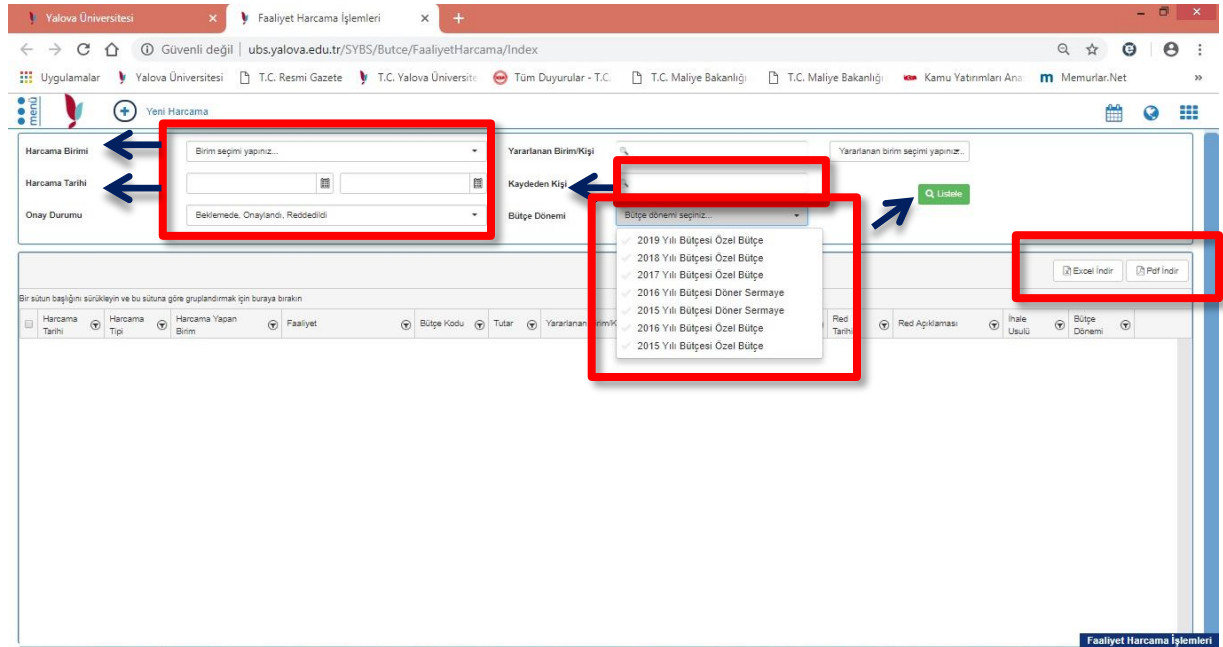 Yalova Üniversitesi
Faaliyet Harcama İşlemleri
Güvenli değil | ubs.yalova.edu.tr/SYBS/Butce/FaaliyetHarcama/Index
Uygulamalar Yalova Üniversitesi T.C. Resmi Gazete T.C. Yalova Üniversite Tüm Duyurular - T.C. T.C. Maliye Bakanlığı T.C. Maliye Bakanlığı Kamu Yatırımları Ana Memurlar.Net »
menü
Yeni Harcama
Harcama Birimi Birim seçimi yapınız... Yararlanan Birim/Kişi Yararlanan birim seçimi yapınız...
Harcama Tarihi Kaydeden Kişi Listele
Onay Durumu Beklemede, Onaylandı, Reddedildi Bütçe Dönemi Bütçe dönemi seçiniz...
2019 Yılı Bütçesi Özel Bütçe
2018 Yılı Bütçesi Özel Bütçe
2017 Yılı Bütçesi Özel Bütçe
2016 Yılı Bütçesi Döner Sermaye
2015 Yılı Bütçesi Döner Sermaye
2016 Yılı Bütçesi Özel Bütçe
2015 Yılı Bütçesi Özel Bütçe
Excel İndir Pdf İndir
Bir sütun başlığını sürükleyin ve bu sütuna göre gruplandırmak için buraya bırakın
Harcama Tarihi Harcama Tipi Harcama Yapan Birim Faaliyet Bütçe Kodu Tutar Yararlanan Birim/K Red Tarihi Red Açıklaması İhale Usulü Bütçe Dönemi
Faaliyet Harcama İşlemleri